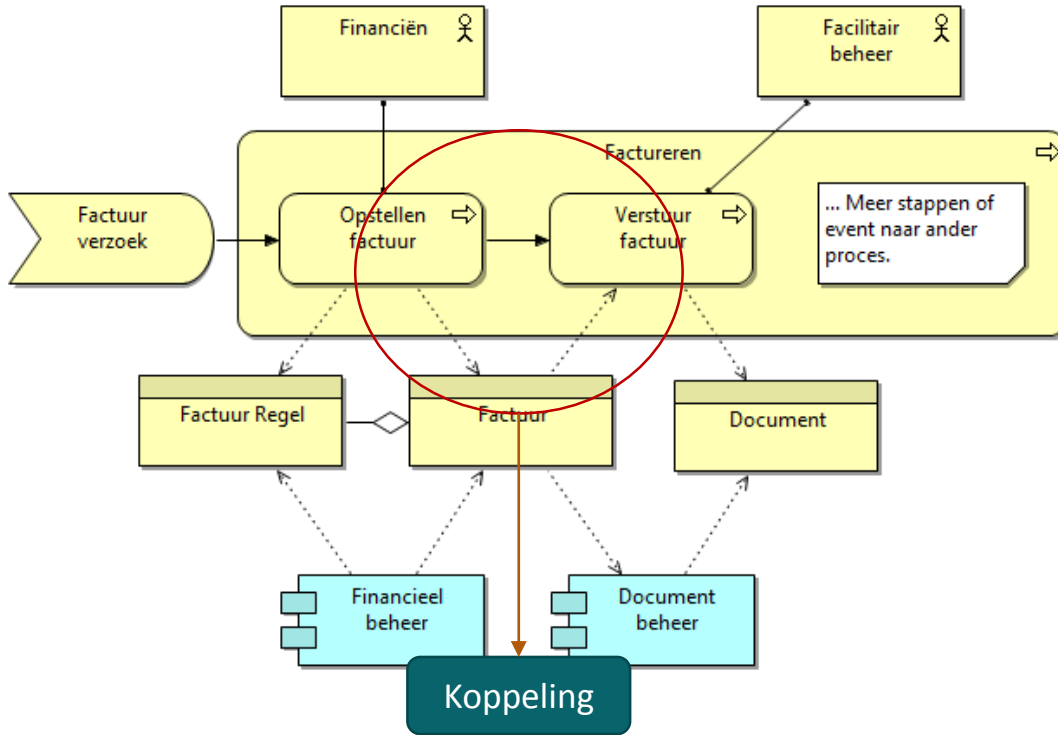 Financiën
Facilitair
beheer
Factureren
Factuur
verzoek
Opstellen
factuur
Verstuur
factuur
... Meer stappen of
event naar ander
proces.
Factuur Regel
Factuur
Document
Financieel
beheer
Document
beheer
Koppeling